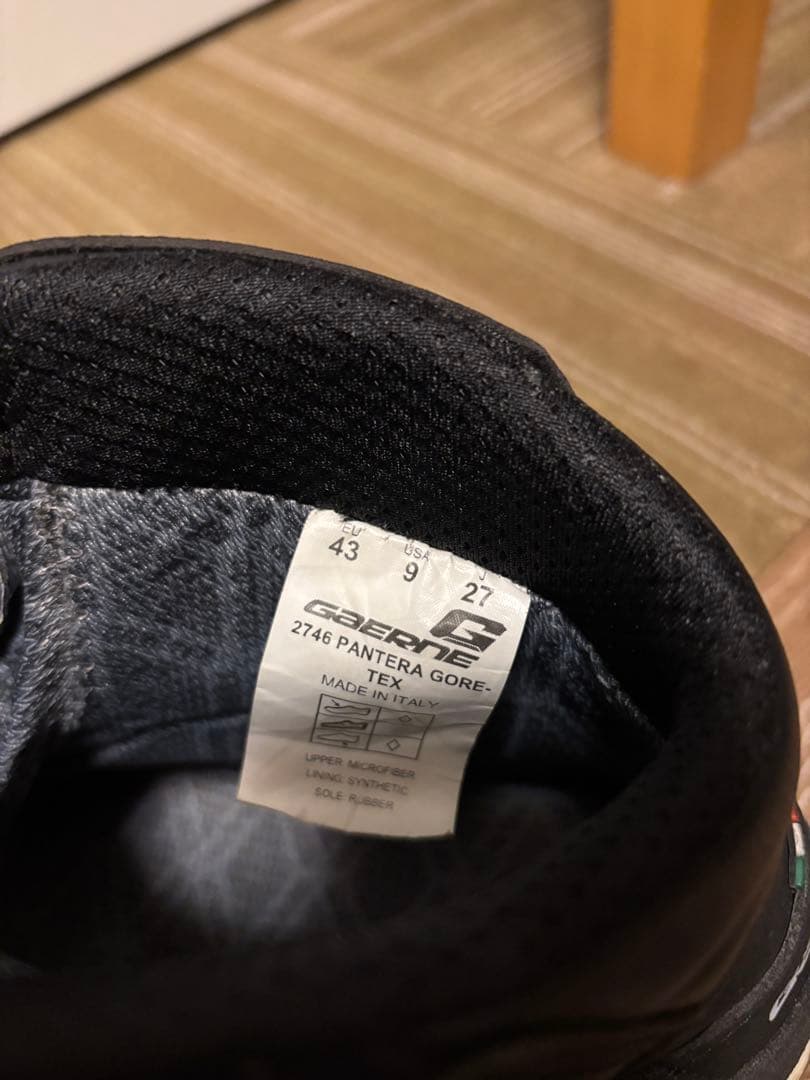 EU USA J
43 9 27
GAERNE
2746 PANTERA GORE-
TEX
MADE IN ITALY
UPPER: MICROFIBER
LINING: SYNTHETIC
SOLE: RUBBER